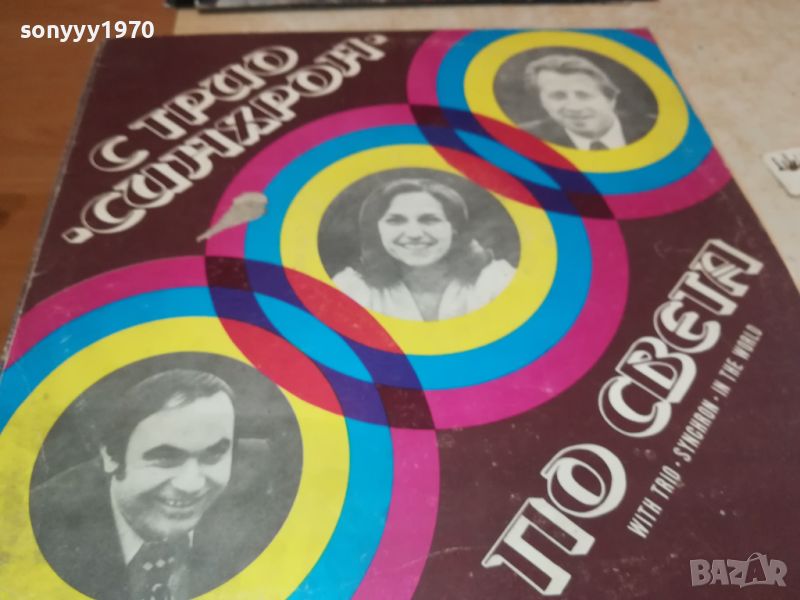 sonyyy1970
С ТРИО
"СИНХРОН"
ПО СВЕТА
WITH TRIO • SYNCHRON • IN THE WORLD
BAZAR